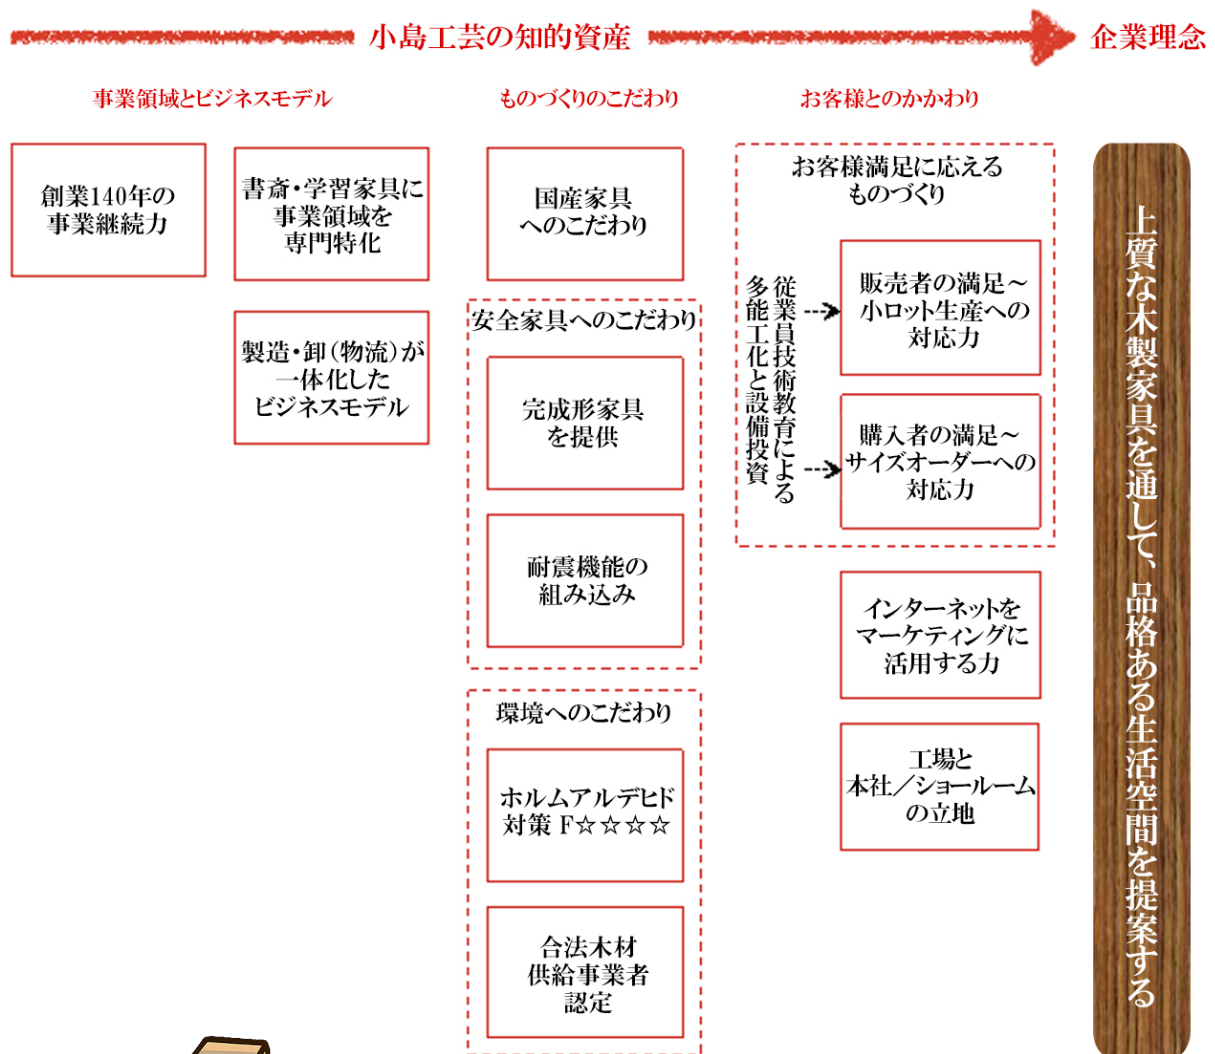 小島工芸の知的資産
企業理念
事業領域とビジネスモデル
ものづくりのこだわり
お客様とのかかわり
創業140年の
事業継続力
書斎・学習家具に
事業領域を
専門特化
製造・卸(物流)が
一体化した
ビジネスモデル
国産家具
へのこだわり
安全家具へのこだわり
完成形家具
を提供
耐震機能の
組み込み
環境へのこだわり
ホルムアルデヒド
対策 F☆☆☆☆
合法木材
供給事業者
認定
お客様満足に応える
ものづくり
従業員技術教育による
多能工化と設備投資
販売者の満足～
小ロット生産への
対応力
購入者の満足～
サイズオーダーへの
対応力
インターネットを
マーケティングに
活用する力
工場と
本社／ショールーム
の立地
上質な木製家具を通して、品格ある生活空間を提案する